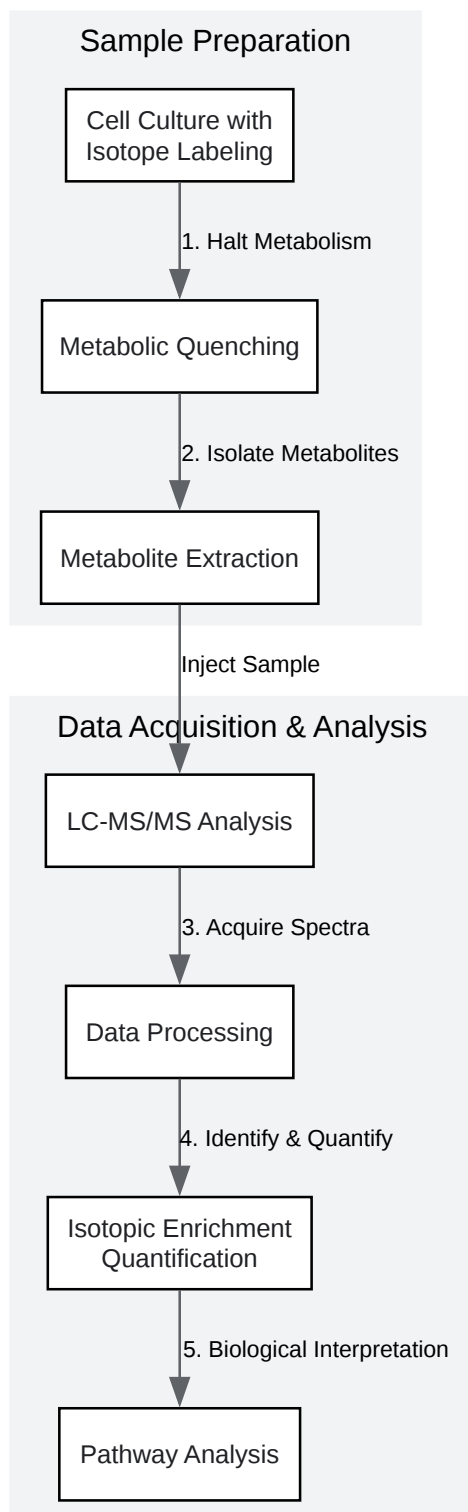 Sample Preparation
Cell Culture with
Isotope Labeling
1. Halt Metabolism
Metabolic Quenching
2. Isolate Metabolites
Metabolite Extraction
Inject Sample
Data Acquisition & Analysis
LC-MS/MS Analysis
3. Acquire Spectra
Data Processing
4. Identify & Quantify
Isotopic Enrichment
Quantification
5. Biological Interpretation
Pathway Analysis